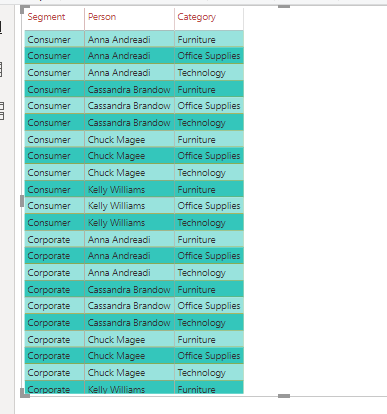 Segment Person Category
Consumer Anna Andreadi Furniture
Consumer Anna Andreadi Office Supplies
Consumer Anna Andreadi Technology
Consumer Cassandra Brandow Furniture
Consumer Cassandra Brandow Office Supplies
Consumer Cassandra Brandow Technology
Consumer Chuck Magee Furniture
Consumer Chuck Magee Office Supplies
Consumer Chuck Magee Technology
Consumer Kelly Williams Furniture
Consumer Kelly Williams Office Supplies
Consumer Kelly Williams Technology
Corporate Anna Andreadi Furniture
Corporate Anna Andreadi Office Supplies
Corporate Anna Andreadi Technology
Corporate Cassandra Brandow Furniture
Corporate Cassandra Brandow Office Supplies
Corporate Cassandra Brandow Technology
Corporate Chuck Magee Furniture
Corporate Chuck Magee Office Supplies
Corporate Chuck Magee Technology
Corporate Kelly Williams Furniture